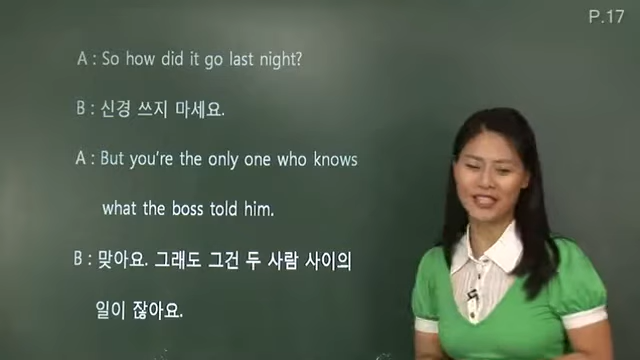 P.17
A : So how did it go last night?
B : 신경 쓰지 마세요.
A : But you're the only one who knows
what the boss told him.
B : 맞아요. 그래도 그건 두 사람 사이의
일이 잖아요.